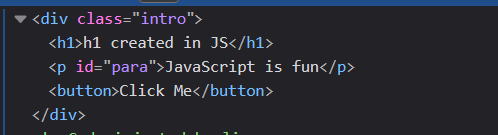 <div class="intro">
<h1>h1 created in JS</h1>
<p id="para">JavaScript is fun</p>
<button>Click Me</button>
</div>